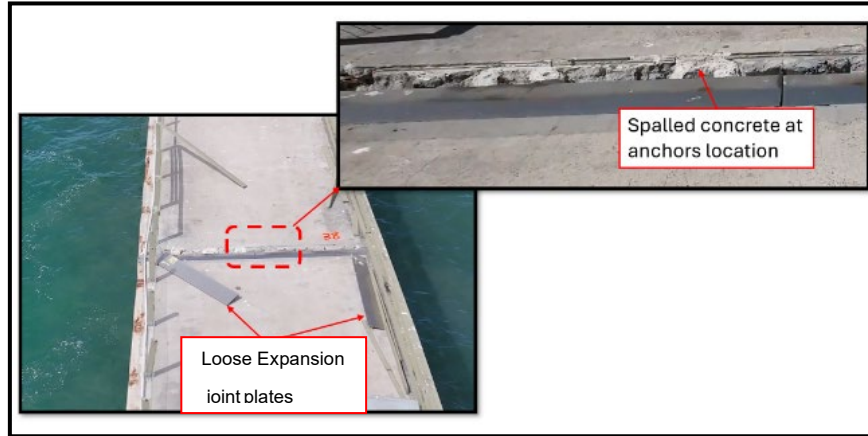 Spalled concrete at
anchors location
Loose Expansion
joint plates